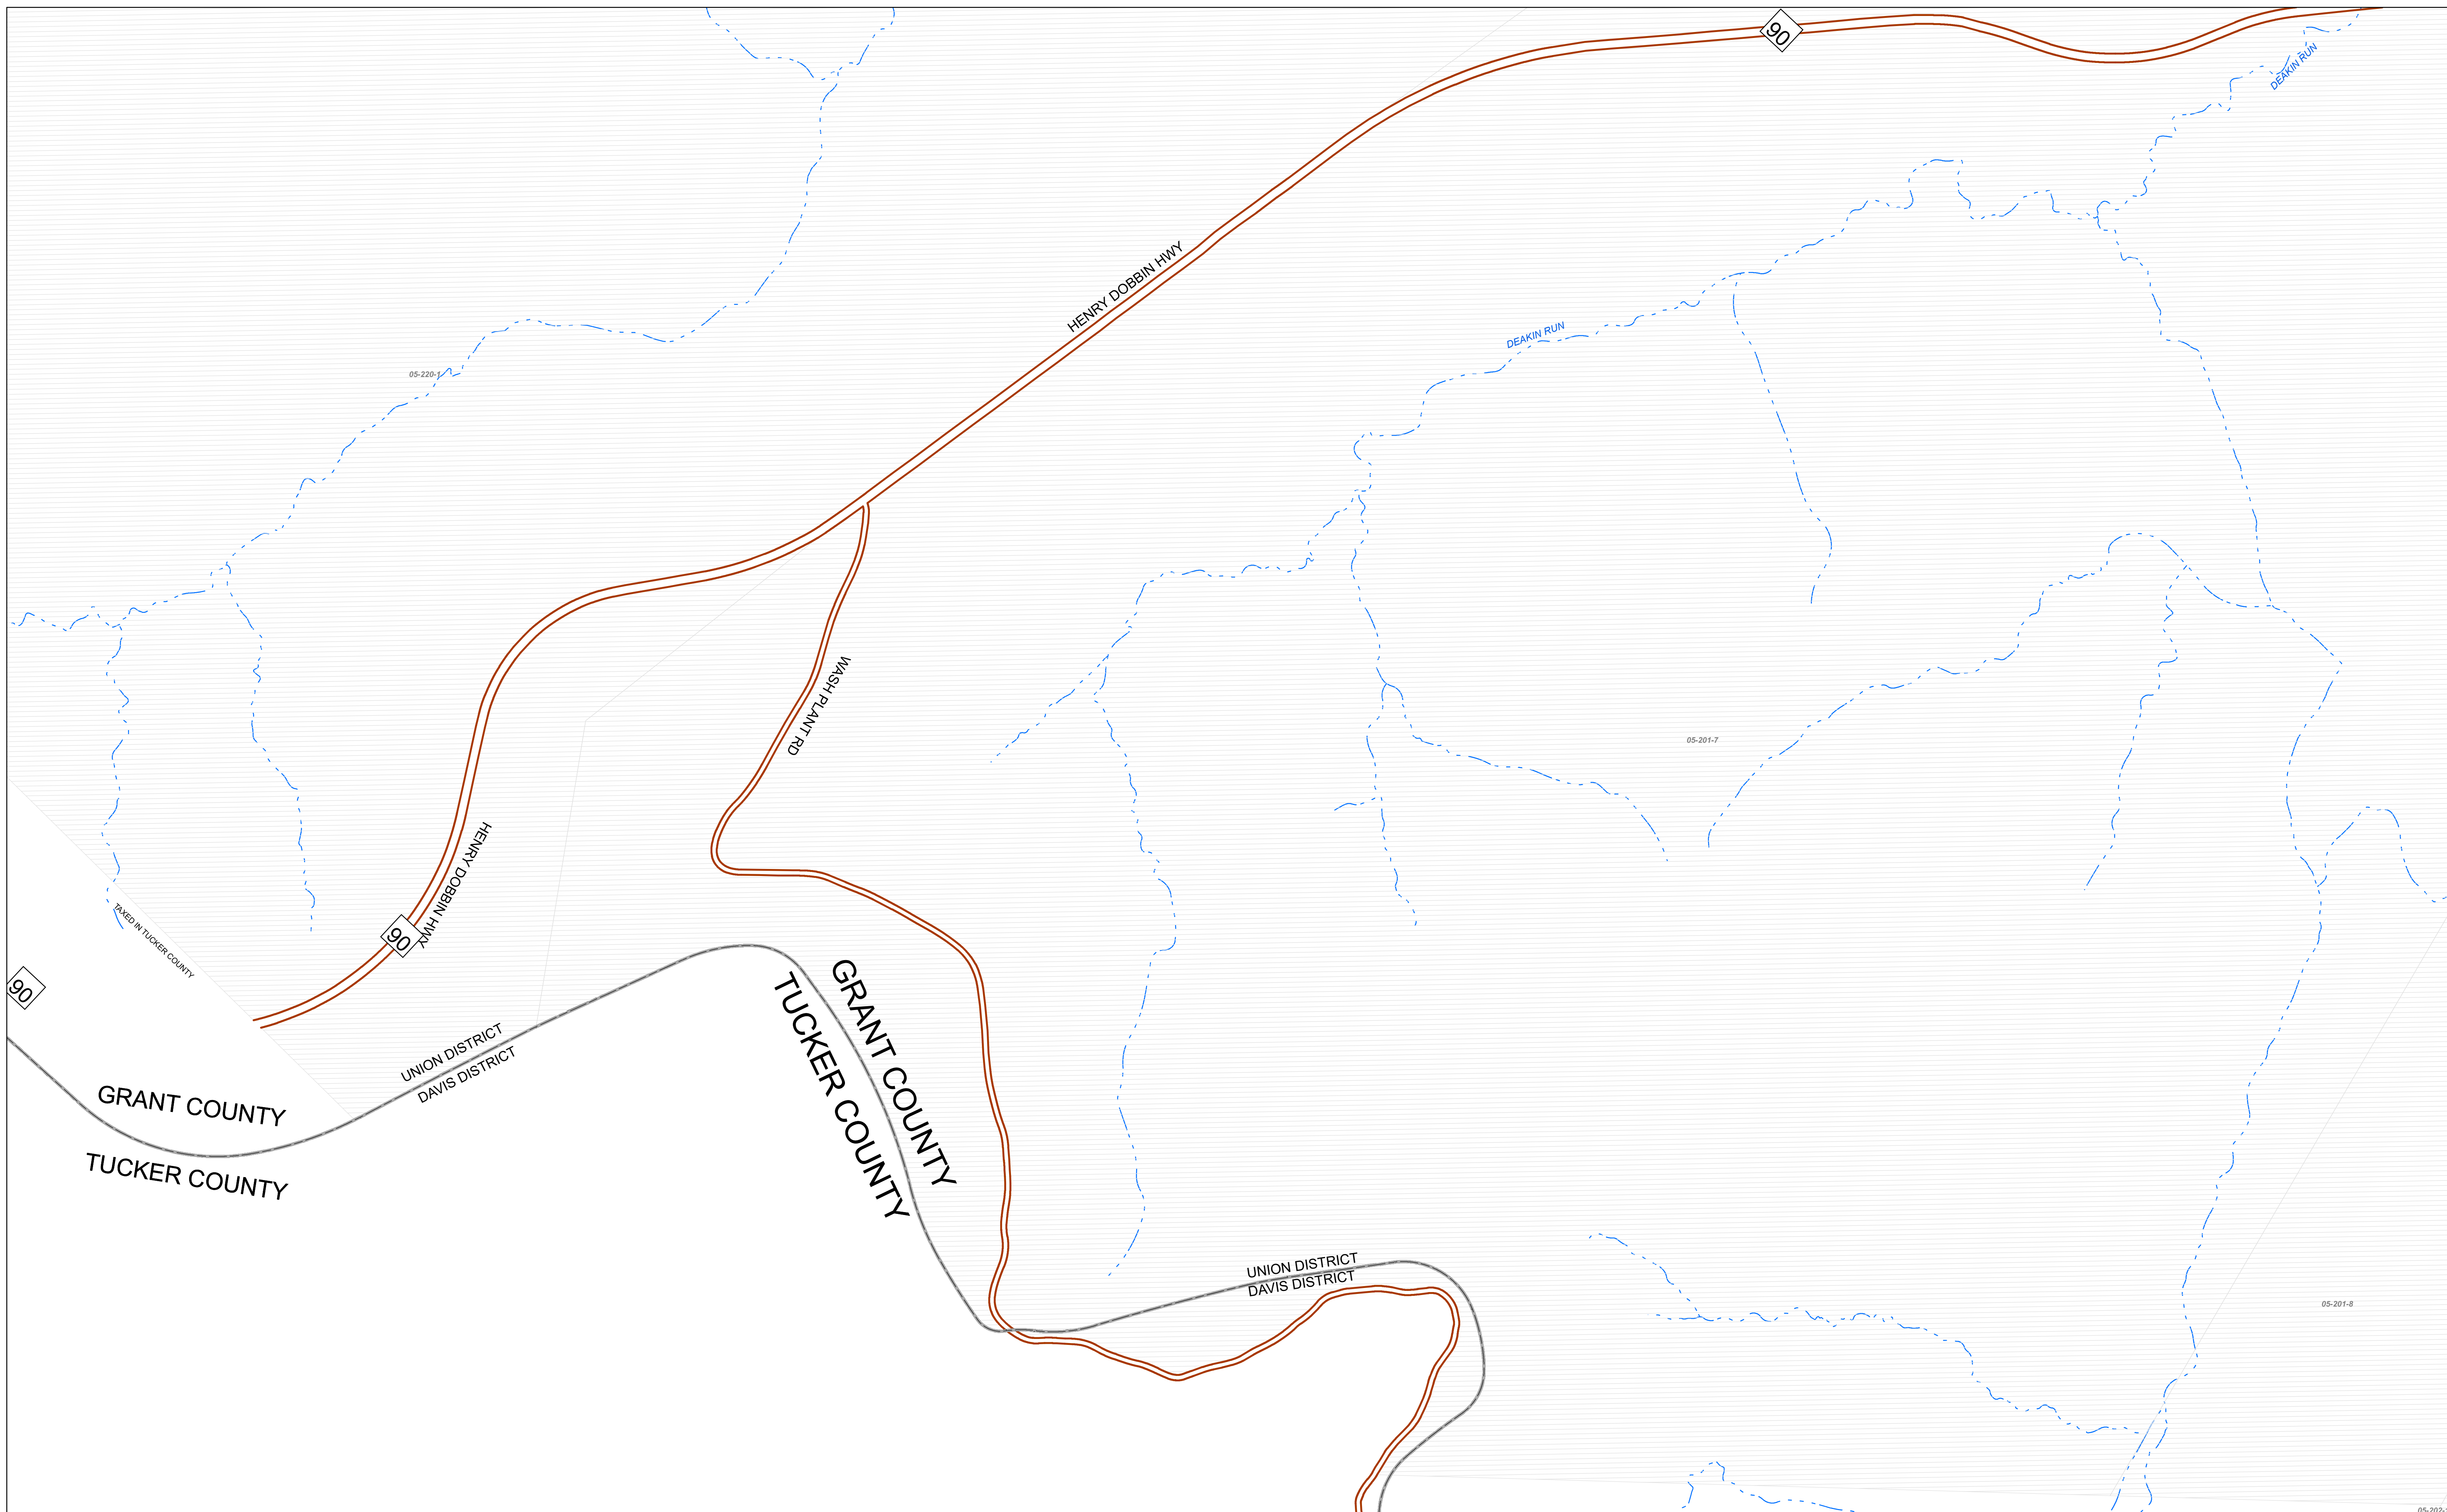 90
DEAKIN RUN
HENRY DOBBIN HWY
DEAKIN RUN
05-220-1
WASH PLANT RD
05-201-7
HENRY DOBBIN HWY
TAXED IN TUCKER COUNTY
90
90
GRANT COUNTY
TUCKER COUNTY
UNION DISTRICT
DAVIS DISTRICT
GRANT COUNTY
TUCKER COUNTY
UNION DISTRICT
DAVIS DISTRICT
05-201-8